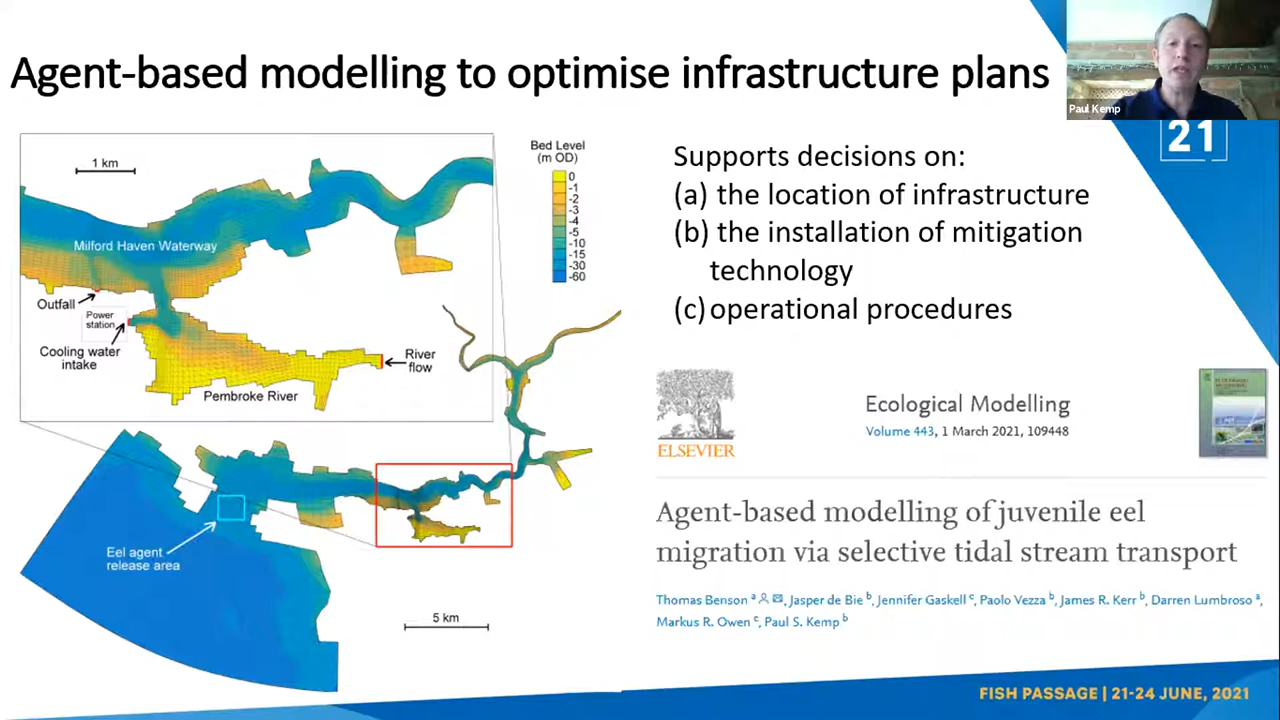 Agent-based modelling to optimise infrastructure plans
Paul Kemp
21
1 km
Bed Level
(m OD)
0
-1
-2
-3
-4
-5
-10
-15
-30
-60
Milford Haven Waterway
Outfall
Power
station
Cooling water
intake
River
flow
Pembroke River
Eel agent
release area
5 km
Supports decisions on:
(a) the location of infrastructure
(b) the installation of mitigation
technology
(c) operational procedures
ELSEVIER
Ecological Modelling
Volume 443, 1 March 2021, 109448
Agent-based modelling of juvenile eel
migration via selective tidal stream transport
Thomas Benson a, Jasper de Bie b, Jennifer Gaskell c, Paolo Vezza b, James R. Kerr b, Darren Lumbroso a,
Markus R. Owen c, Paul S. Kemp b
FISH PASSAGE | 21-24 JUNE, 2021